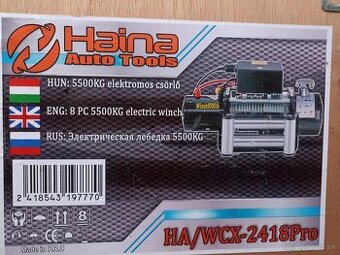 Haina
Auto Tools
HUN: 5500KG elektromos csörlő
ENG: 8 PC 5500KG electric winch
RUS: Электрическая лебедка 5500KG
2 418543 197770
8
HA/WCX-2418Pro